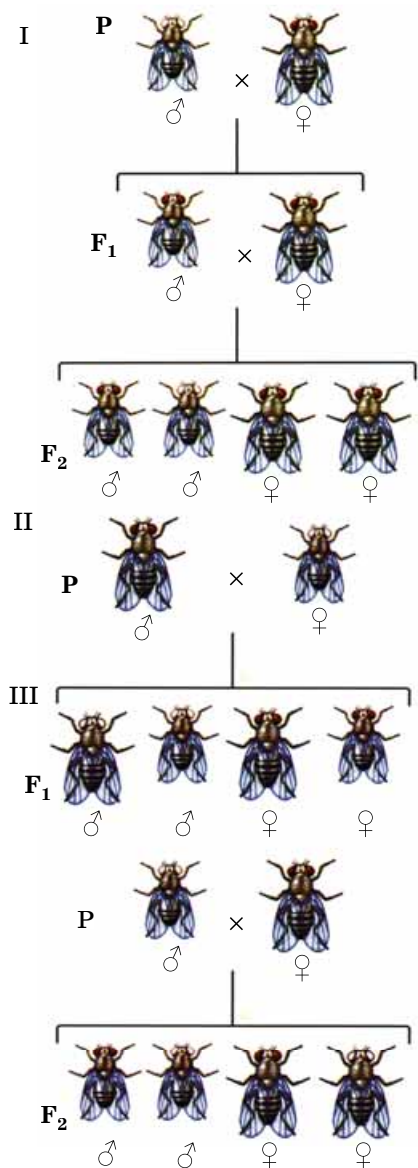 I P
♂ × ♀
F₁
♂ × ♀
F₂
♂ ♂ ♀ ♀
II
P
♂ × ♀
III
F₁
♂ ♂ ♀ ♀
P
♂ × ♀
F₂
♂ ♂ ♀ ♀